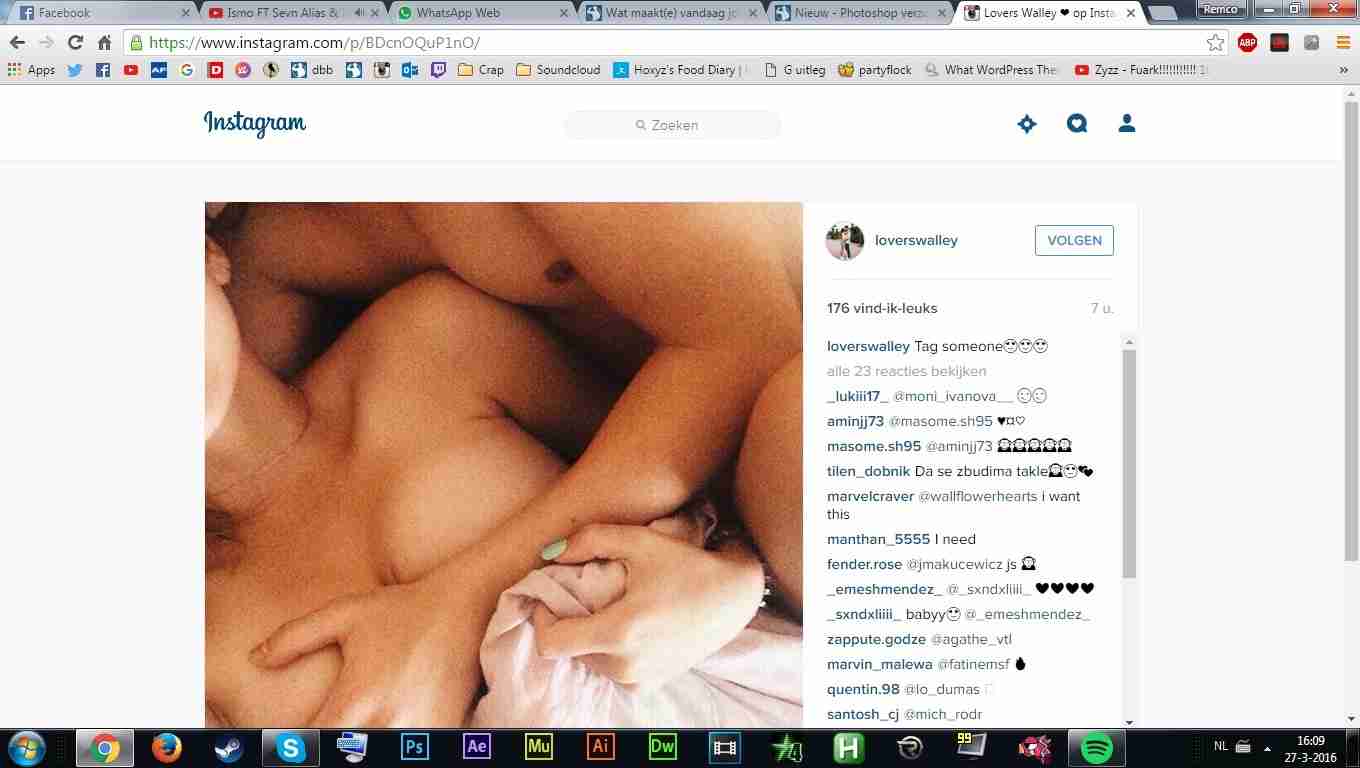 Facebook
Ismo FT Sevn Alias &
WhatsApp Web
Wat maakt(e) vandaag jo
Nieuw - Photoshop verz
Lovers Walley ❤ op Insta
Remco
https://www.instagram.com/p/BDcnOQuP1nO/
ABP
Apps
dbb
Crap
Soundcloud
Hoxyz's Food Diary |
G uitleg
partyflock
What WordPress The
Zyzz - Fuark!!!!!!!!!!!
»
Instagram
Zoeken
loverswalley
VOLGEN
176 vind-ik-leuks
7 u.
loverswalley Tag someone
alle 23 reacties bekijken
_lukiii17_ @moni_ivanova__
aminjj73 @masome.sh95 ♥¤♡
masome.sh95 @aminjj73
tilen_dobnik Da se zbudima takle
marvelcraver @wallflowerhearts i want
this
manthan_5555 I need
fender.rose @jmakucewicz js
_emeshmendez_ @_sxndxliiii_ ♥♥♥♥
_sxndxliiii_ babyy @_emeshmendez_
zappute.godze @agathe_vtl
marvin_malewa @fatinemsf
quentin.98 @lo_dumas
santosh_cj @mich_rodr
Ps
Ae
Mu
Ai
Dw
H
99
NL
16:09
27-3-2016